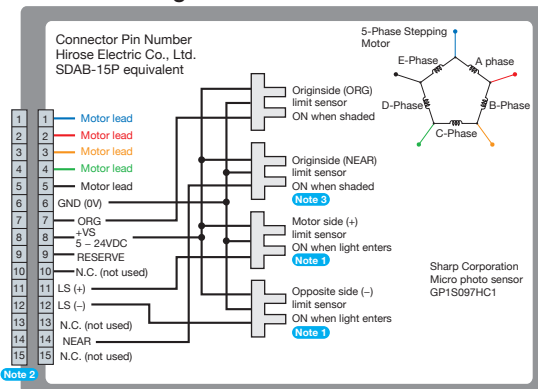 Connector Pin Number
Hirose Electric Co., Ltd.
SDAB-15P equivalent
5-Phase Stepping
Motor
E-Phase
A phase
D-Phase
B-Phase
C-Phase
1 1 Motor lead
2 2 Motor lead
3 3 Motor lead
4 4 Motor lead
5 5 Motor lead
6 6 GND (0V)
7 7 ORG
8 8 +VS
5 – 24VDC
9 9 RESERVE
10 10 N.C. (not used)
11 11 LS (+)
12 12 LS (−)
13 13 N.C. (not used)
14 14 NEAR
15 15 N.C. (not used)
Note 2
Originside (ORG)
limit sensor
ON when shaded
Originside (NEAR)
limit sensor
ON when shaded
Note 3
Motor side (+)
limit sensor
ON when light enters
Note 1
Opposite side (−)
limit sensor
ON when light enters
Note 1
Sharp Corporation
Micro photo sensor
GP1S097HC1